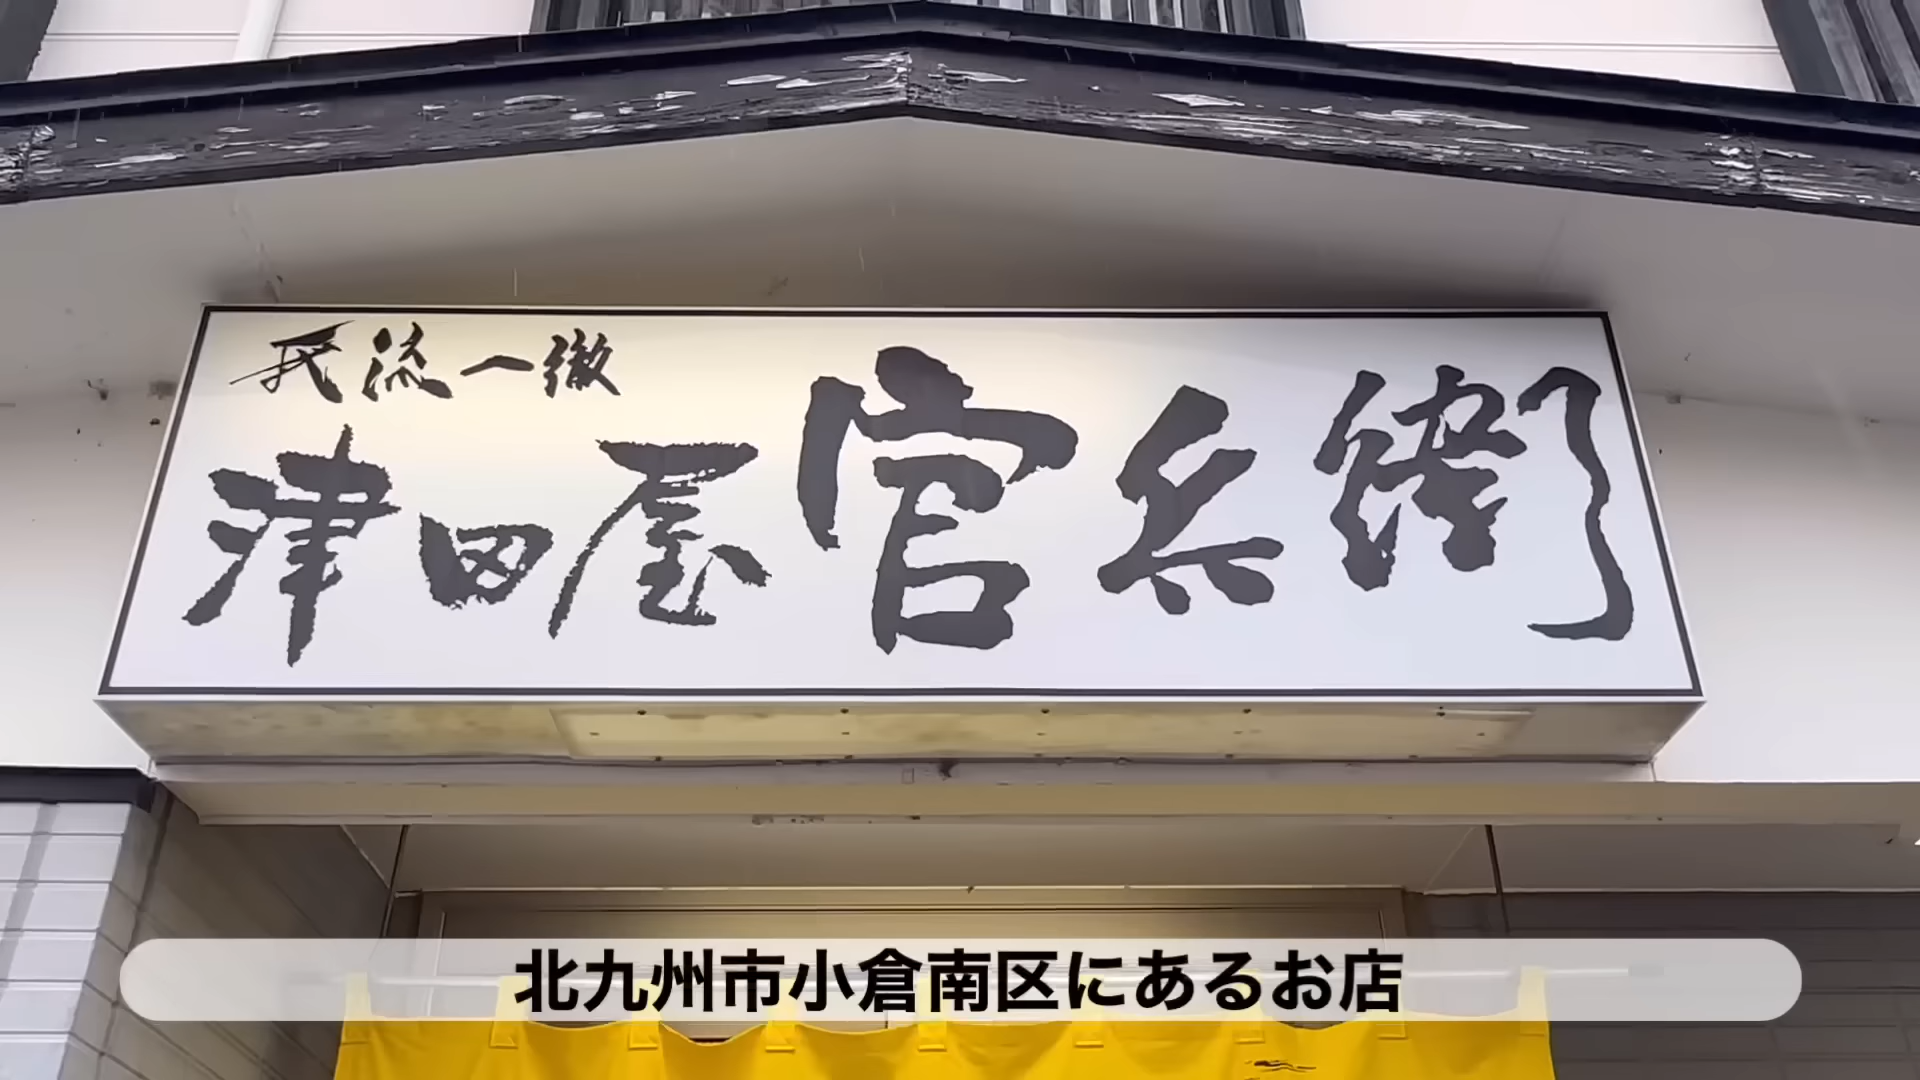 我流一徹
津田屋官兵衛
北九州市小倉南区にあるお店